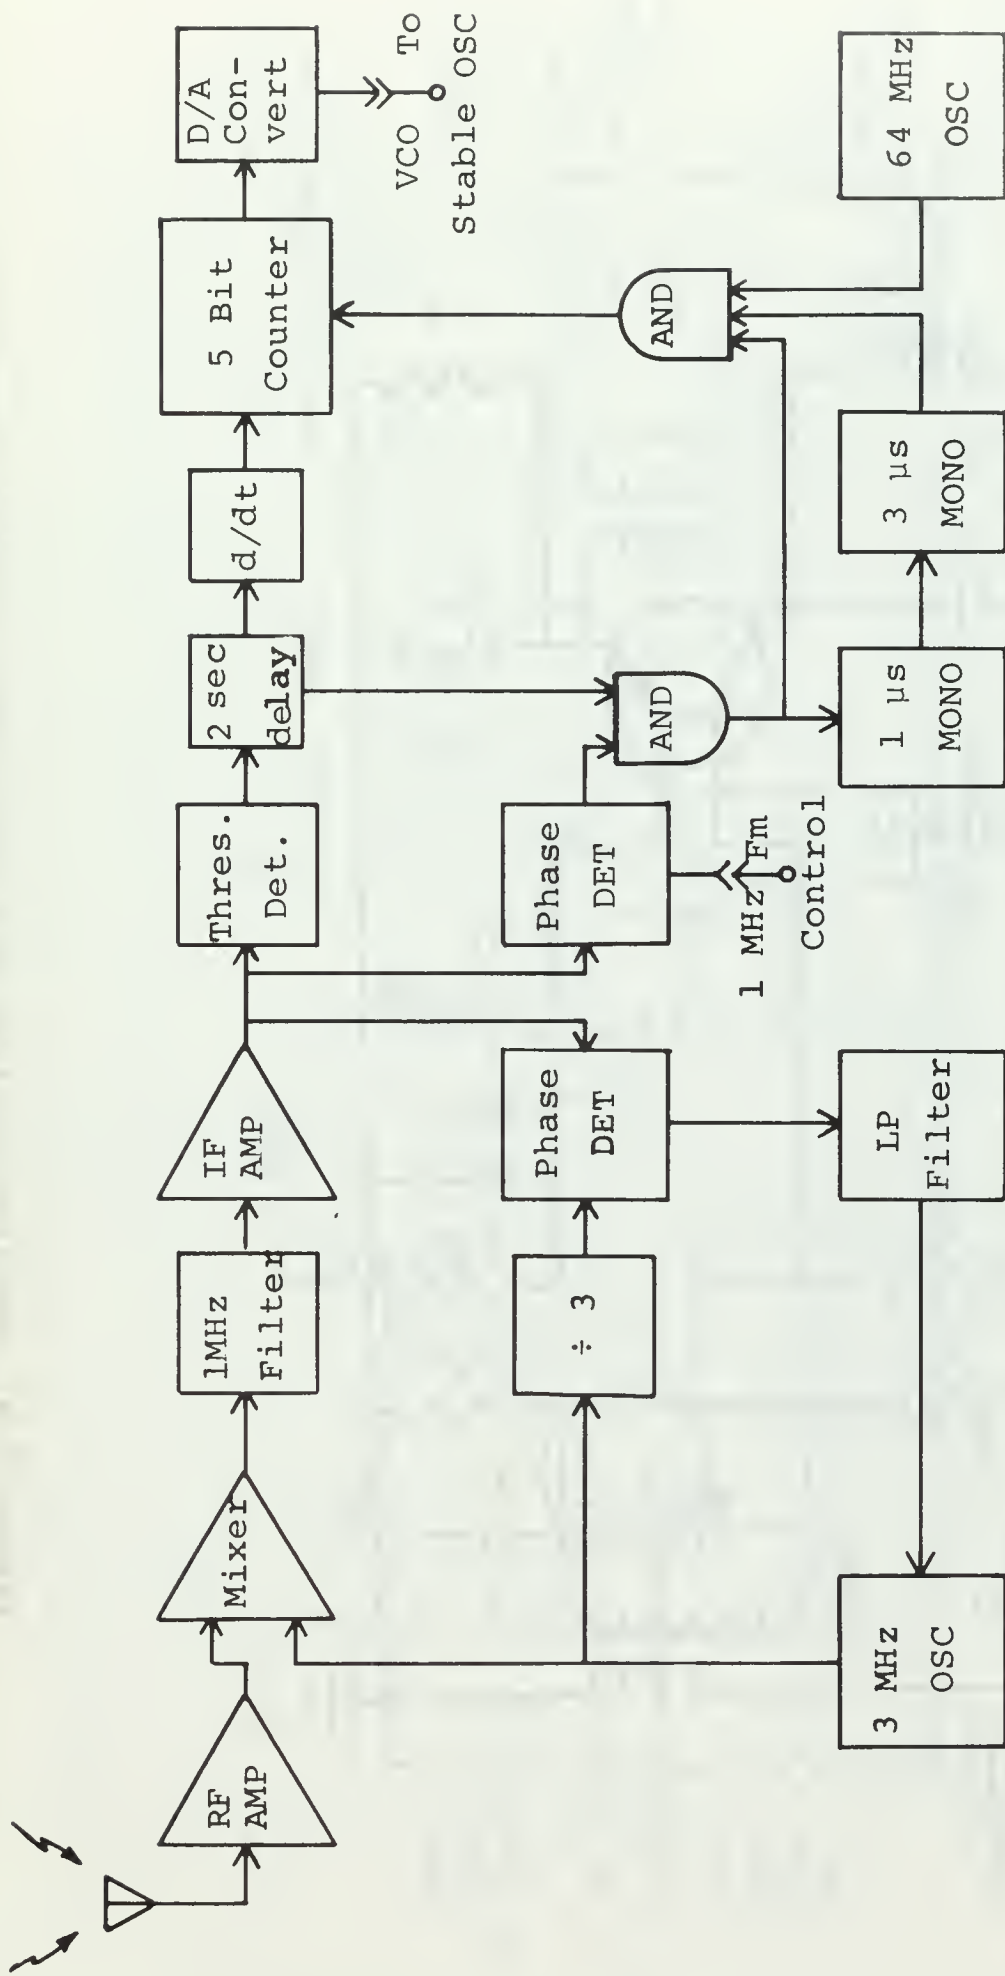 RF
AMP
Mixer
1MHz
Filter
IF
AMP
Thres.
Det.
2 sec
delay
d/dt
5 Bit
Counter
D/A
Con-
vert
VCO To
Stable OSC
÷ 3
Phase
DET
Phase
DET
1 MHz Fm
Control
AND
AND
3 MHz
OSC
LP
Filter
1 µs
MONO
3 µs
MONO
64 MHz
OSC